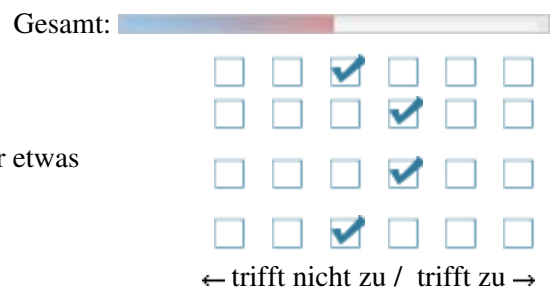 Gesamt:
r etwas
← trifft nicht zu / trifft zu →